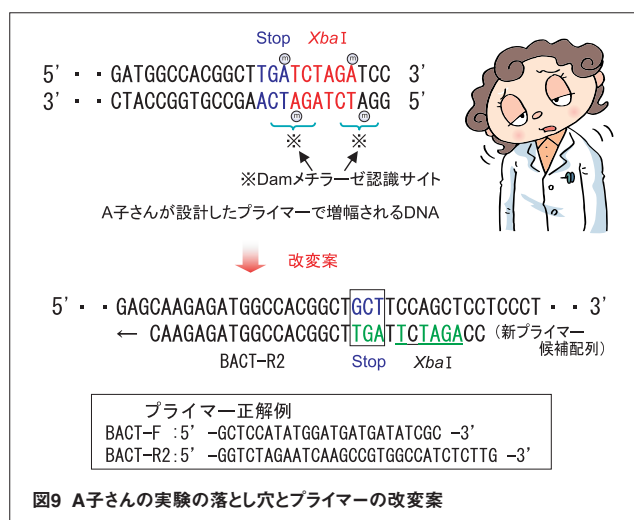 Stop XbaⅠ
ⓜ ⓜ
5’ ・・GATGGCCACGGCTTGATCTAGATCC 3’
3’ ・・CTACCGGTGCCGAACTAGATCTAGG 5’
ⓜ ⓜ
※ ※
※Damメチラーゼ認識サイト
A子さんが設計したプライマーで増幅されるDNA
改変案
5’ ・・GAGCAAGAGATGGCCACGGCTGCTTCCAGCTCCTCCCT・・ 3’
← CAAGAGATGGCCACGGCTTGATTCTAGACC (新プライマー
候補配列)
BACT-R2 Stop XbaⅠ
プライマー正解例
BACT-F :5’ -GCTCCATATGGATGATGATATCGC -3’
BACT-R2:5’ -GGTCTAGAATCAAGCCGTGGCCATCTCTTG -3’
図9 A子さんの実験の落とし穴とプライマーの改変案